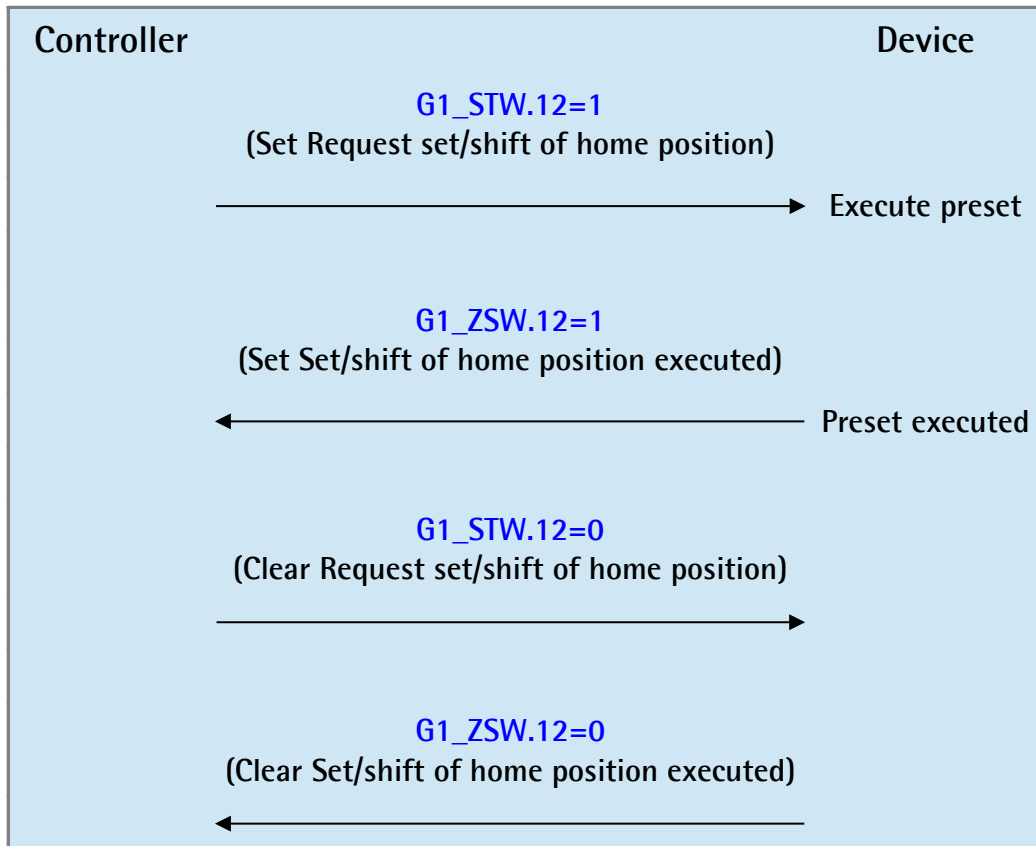 Controller Device
G1_STW.12=1
(Set Request set/shift of home position)
Execute preset
G1_ZSW.12=1
(Set Set/shift of home position executed)
Preset executed
G1_STW.12=0
(Clear Request set/shift of home position)
G1_ZSW.12=0
(Clear Set/shift of home position executed)